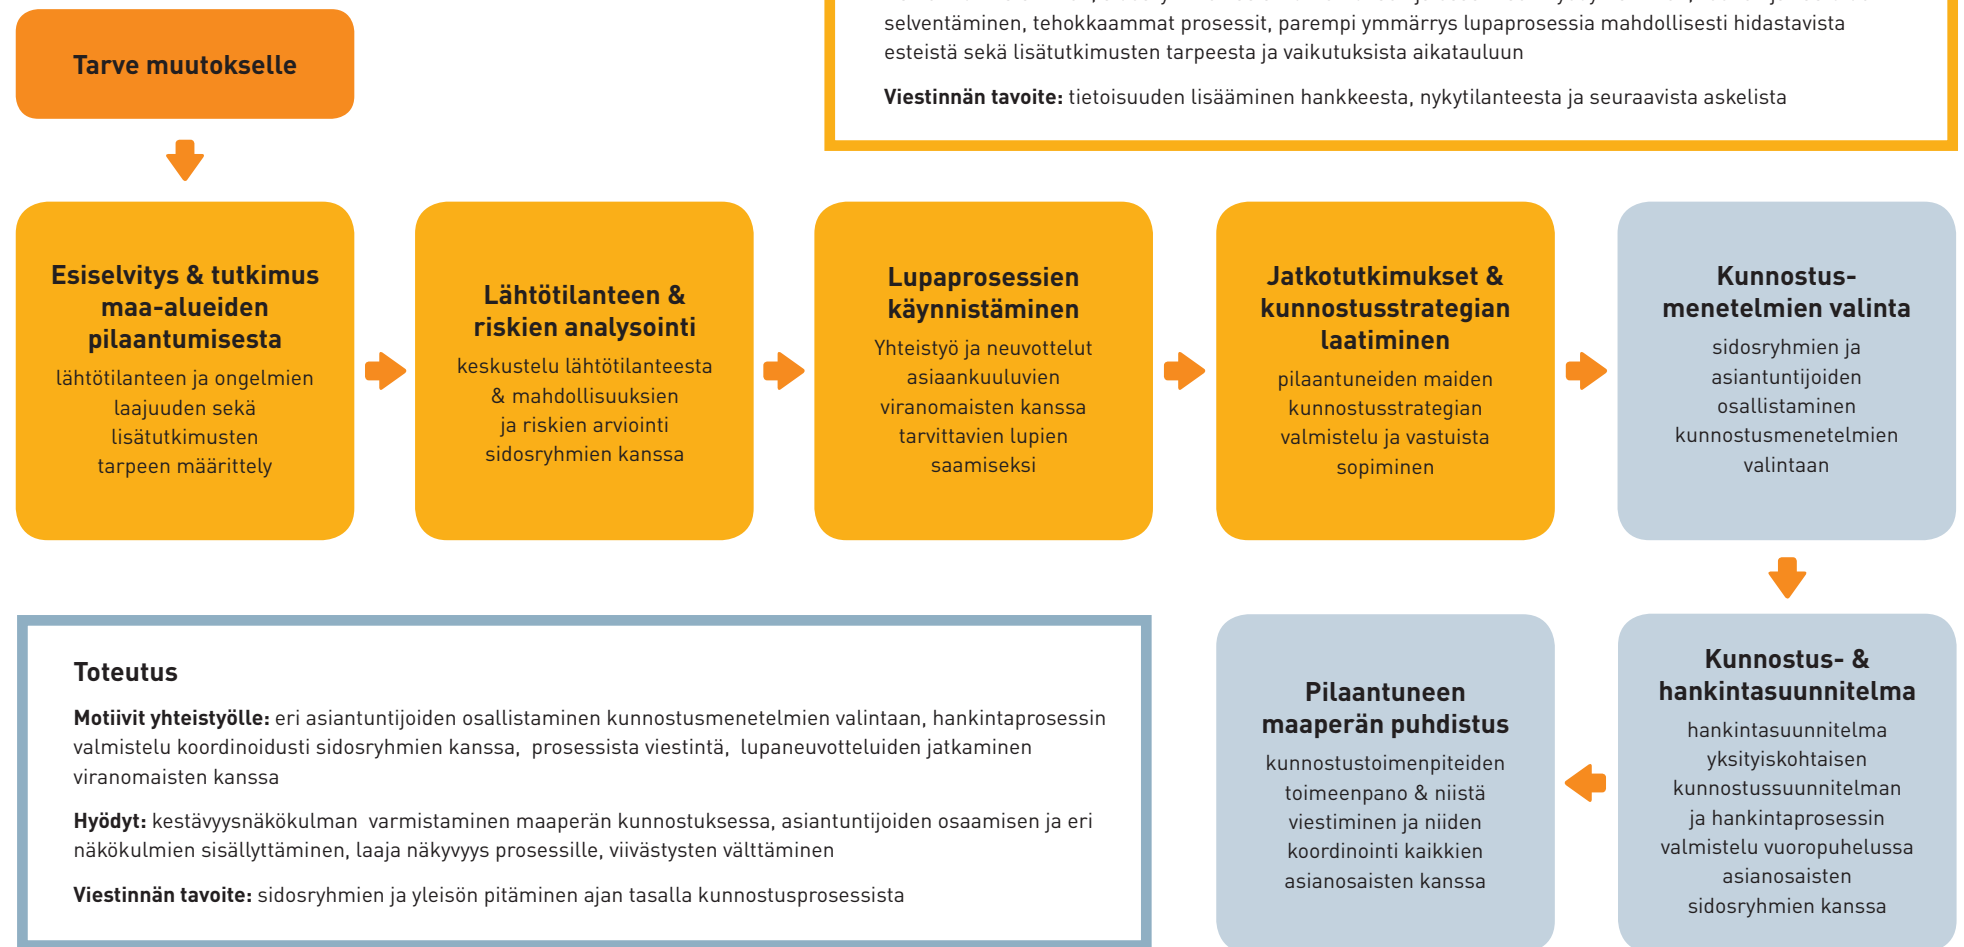 Tarve muutokselle
selventäminen, tehokkaammat prosessit, parempi ymmärrys lupaprosessia mahdollisesti hidastavista
esteistä sekä lisätutkimusten tarpeesta ja vaikutuksista aikatauluun
Viestinnän tavoite: tietoisuuden lisääminen hankkeesta, nykytilanteesta ja seuraavista askelista
Esiselvitys & tutkimus
maa-alueiden
pilaantumisesta
lähtötilanteen ja ongelmien
laajuuden sekä
lisätutkimusten
tarpeen määrittely
Lähtötilanteen &
riskien analysointi
keskustelu lähtötilanteesta
& mahdollisuuksien
ja riskien arviointi
sidosryhmien kanssa
Lupaprosessien
käynnistäminen
Yhteistyö ja neuvottelut
asiaankuuluvien
viranomaisten kanssa
tarvittavien lupien
saamiseksi
Jatkotutkimukset &
kunnostusstrategian
laatiminen
pilaantuneiden maiden
kunnostusstrategian
valmistelu ja vastuista
sopiminen
Kunnostus-
menetelmien valinta
sidosryhmien ja
asiantuntijoiden
osallistaminen
kunnostusmenetelmien
valintaan
Kunnostus- &
hankintasuunnitelma
hankintasuunnitelma
yksityiskohtaisen
kunnostussuunnitelman
ja hankintaprosessin
valmistelu vuoropuhelussa
asianosaisten
sidosryhmien kanssa
Pilaantuneen
maaperän puhdistus
kunnostustoimenpiteiden
toimeenpano & niistä
viestiminen ja niiden
koordinointi kaikkien
asianosaisten kanssa
Toteutus
Motiivit yhteistyölle: eri asiantuntijoiden osallistaminen kunnostusmenetelmien valintaan, hankintaprosessin
valmistelu koordinoidusti sidosryhmien kanssa, prosessista viestintä, lupaneuvotteluiden jatkaminen
viranomaisten kanssa
Hyödyt: kestävyysnäkökulman varmistaminen maaperän kunnostuksessa, asiantuntijoiden osaamisen ja eri
näkökulmien sisällyttäminen, laaja näkyvyys prosessille, viivästysten välttäminen
Viestinnän tavoite: sidosryhmien ja yleisön pitäminen ajan tasalla kunnostusprosessista